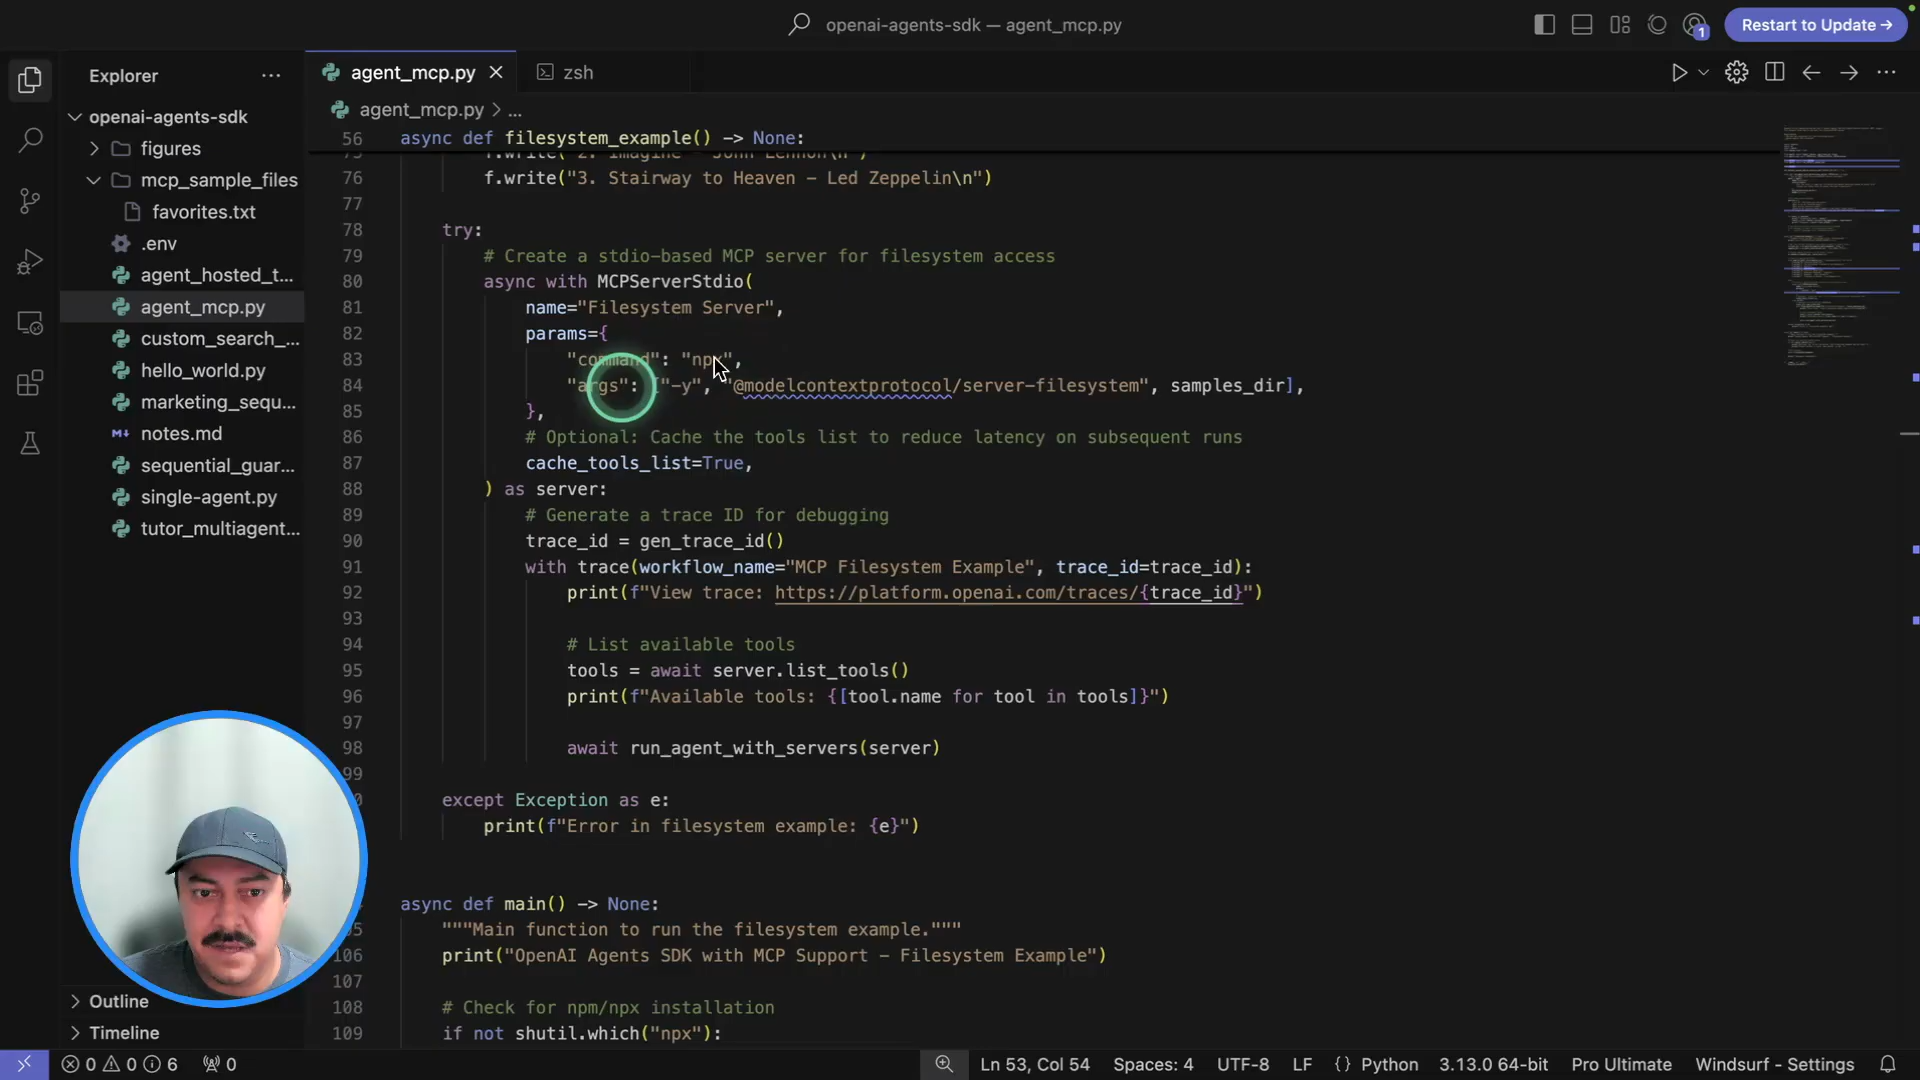 openai-agents-sdk — agent_mcp.py
1
Restart to Update →
Explorer
agent_mcp.py
zsh
openai-agents-sdk
figures
mcp_sample_files
favorites.txt
.env
agent_hosted_t...
agent_mcp.py
custom_search_...
hello_world.py
marketing_sequ...
notes.md
sequential_guar...
single-agent.py
tutor_multiagent...
Outline
Timeline
agent_mcp.py > ...
56 async def filesystem_example() -> None:
75 f.write("2. Imagine - John Lennon\n")
76 f.write("3. Stairway to Heaven - Led Zeppelin\n")
77
78 try:
79 # Create a stdio-based MCP server for filesystem access
80 async with MCPServerStdio(
81 name="Filesystem Server",
82 params={
83 "command": "npx",
84 "args": ["-y", "@modelcontextprotocol/server-filesystem", samples_dir],
85 },
86 # Optional: Cache the tools list to reduce latency on subsequent runs
87 cache_tools_list=True,
88 ) as server:
89 # Generate a trace ID for debugging
90 trace_id = gen_trace_id()
91 with trace(workflow_name="MCP Filesystem Example", trace_id=trace_id):
92 print(f"View trace: https://platform.openai.com/traces/{trace_id}")
93
94 # List available tools
95 tools = await server.list_tools()
96 print(f"Available tools: {[tool.name for tool in tools]}")
97
98 await run_agent_with_servers(server)
99
except Exception as e:
print(f"Error in filesystem example: {e}")
async def main() -> None:
"""Main function to run the filesystem example."""
106 print("OpenAI Agents SDK with MCP Support - Filesystem Example")
107
108 # Check for npm/npx installation
109 if not shutil.which("npx"):
0 0 6 0
Ln 53, Col 54 Spaces: 4 UTF-8 LF {} Python 3.13.0 64-bit Pro Ultimate Windsurf - Settings